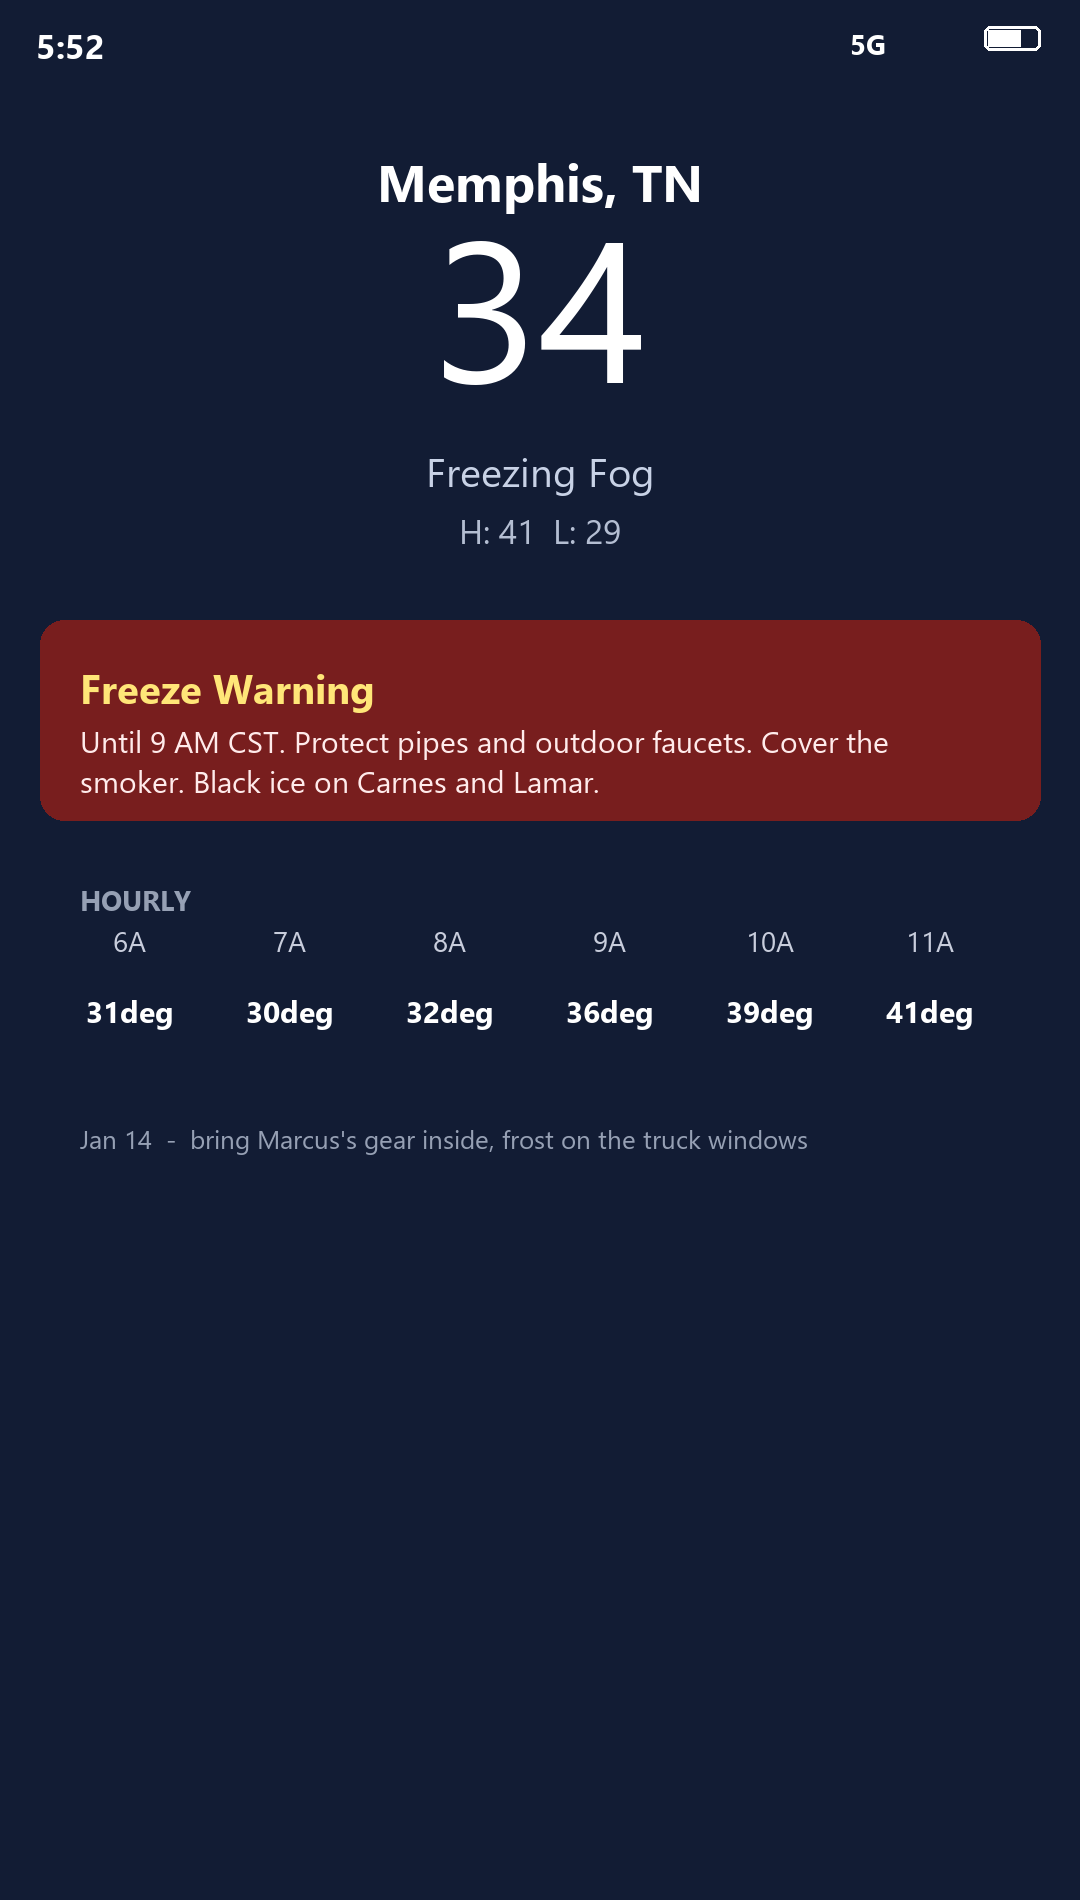 5:52 5G
Memphis, TN
34
Freezing Fog
H: 41 L: 29
Freeze Warning
Until 9 AM CST. Protect pipes and outdoor faucets. Cover the
smoker. Black ice on Carnes and Lamar.
HOURLY
6A 7A 8A 9A 10A 11A
31deg 30deg 32deg 36deg 39deg 41deg
Jan 14 - bring Marcus's gear inside, frost on the truck windows